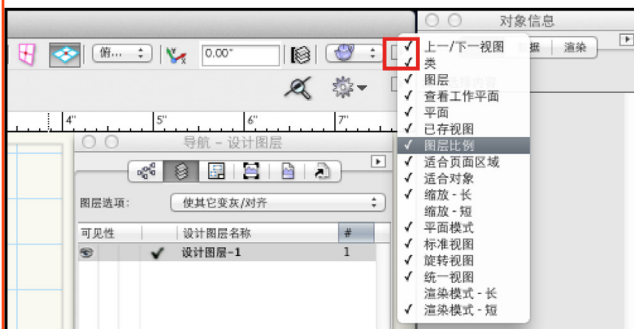 对象信息
俯...
0.00"
上一/下一视图
据
渲染
类
图层
查看工作平面
平面
4"
5"
6"
7"
已存视图
导航 - 设计图层
图层比例
适合页面区域
适合对象
图层选项:
使其它变灰/对齐
缩放 - 长
缩放 - 短
可见性
设计图层名称
#
平面模式
标准视图
设计图层-1
1
旋转视图
统一视图
渲染模式 - 长
渲染模式 - 短